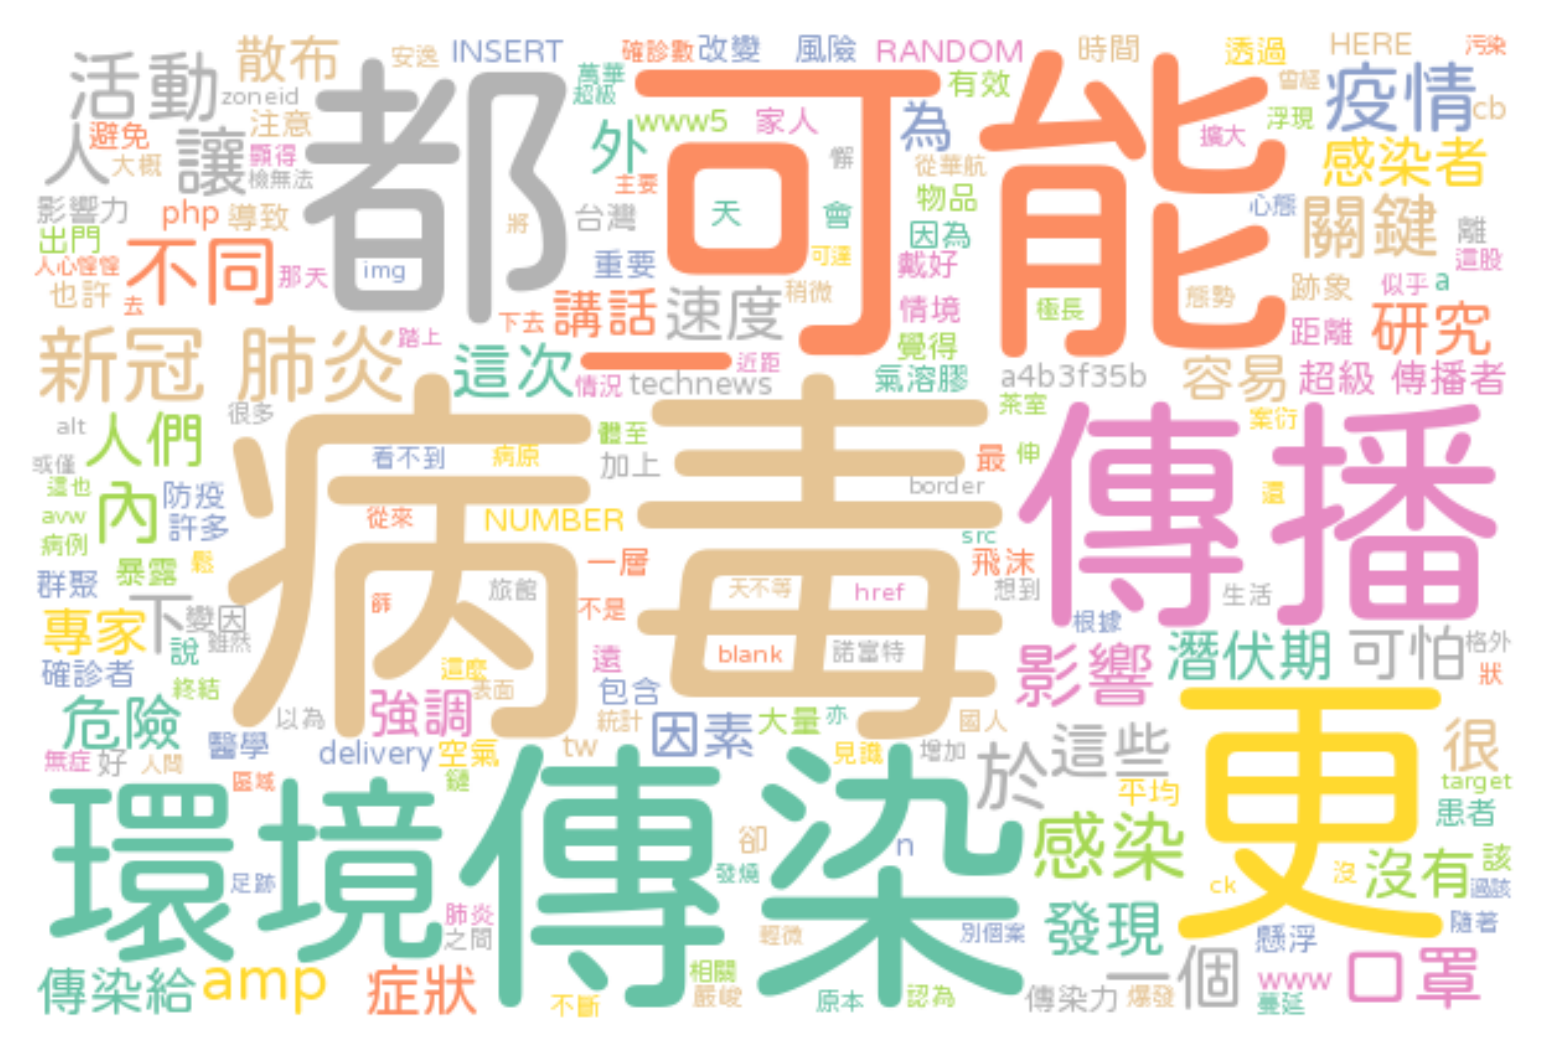 活動
散布
安逸
INSERT
確診數
改變
風險
RANDOM
時間
透過
HERE
污染
zoneid
都
萬華
超級
可能
有效
曾經
疫情
cb
人
避免
注意
讓
顯得
大概
檢無法
外
www5
家人
為
浮現
擴大
感染者
主要
從華航
影響力
php
導致
將
台灣
天
會
物品
心態
關鍵
離
出門
不同
那天
img
重要
可達
因為
戴好
這股
人心惶惶
也許
去
講話
速度
稍微
情境
極長
態勢
跡象
似乎
a
下去
新冠 肺炎
踏上
這次
一
近距
覺得
距離
研究
情況
technews
氣溶膠
a4b3f35b
容易
超級 傳播者
茶室
alt
人們
很多
病毒
體至
傳播
案衍
或僅
看不到
病原
加上
最
伸
這也
內
防疫
border
還
avw
許多
從來
NUMBER
src
病例
群聚
暴露
鬆
一層
飛沫
旅館
天不等
href
想到
生活
專家
下
變因
篩
不是
根據
雖然
說
blank
諾富特
遠
影響
潛伏期
可怕
格外
狀
確診者
終結
這麼
表面
包含
危險
以為
強調
統計
因素
大量
亦
國人
更
很
無症
好
人間
醫學
delivery
空氣
tw
見識
增加
於
這些
區域
鏈
target
環境
傳染
平均
患者
卻
n
感染
足跡
發燒
ck
沒
沒有
該
過該
肺炎
之間
輕微
別個案
發現
懸浮
隨著
傳染給
amp
症狀
不斷
相關
嚴峻
原本
認為
傳染力
一個
爆發
www
蔓延
口罩